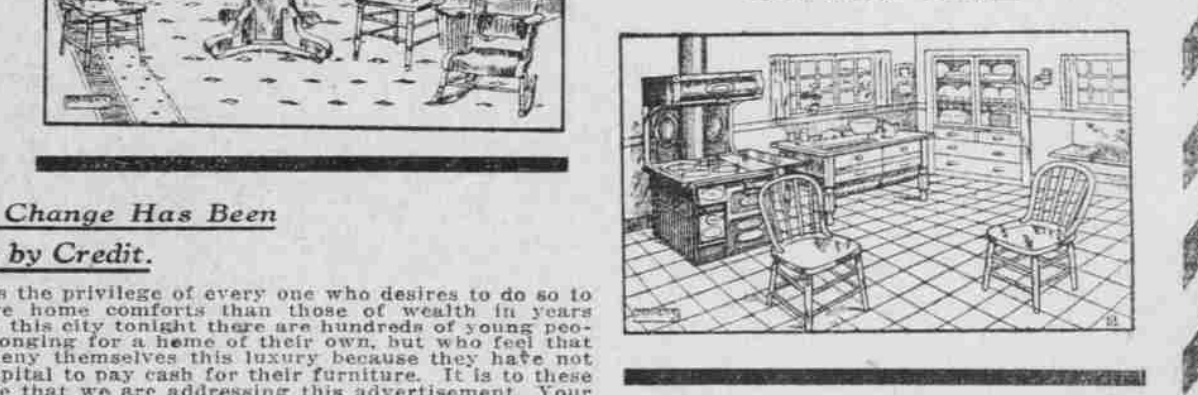 Change Has Been
by Credit.
s the privilege of every one who desires to do so to
e home comforts than those of wealth in years
this city tonight there are hundreds of young peo-
onging for a home of their own, but who feel that
eny themselves this luxury because they have not
pital to pay cash for their furniture. It is to these
e that we are addressing this advertisement. Your